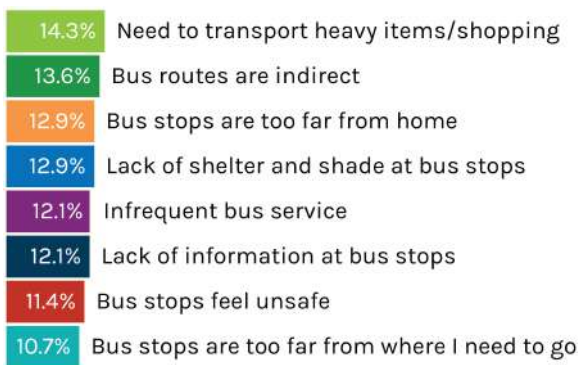 14.3% Need to transport heavy items/shopping
13.6% Bus routes are indirect
12.9% Bus stops are too far from home
12.9% Lack of shelter and shade at bus stops
12.1% Infrequent bus service
12.1% Lack of information at bus stops
11.4% Bus stops feel unsafe
10.7% Bus stops are too far from where I need to go